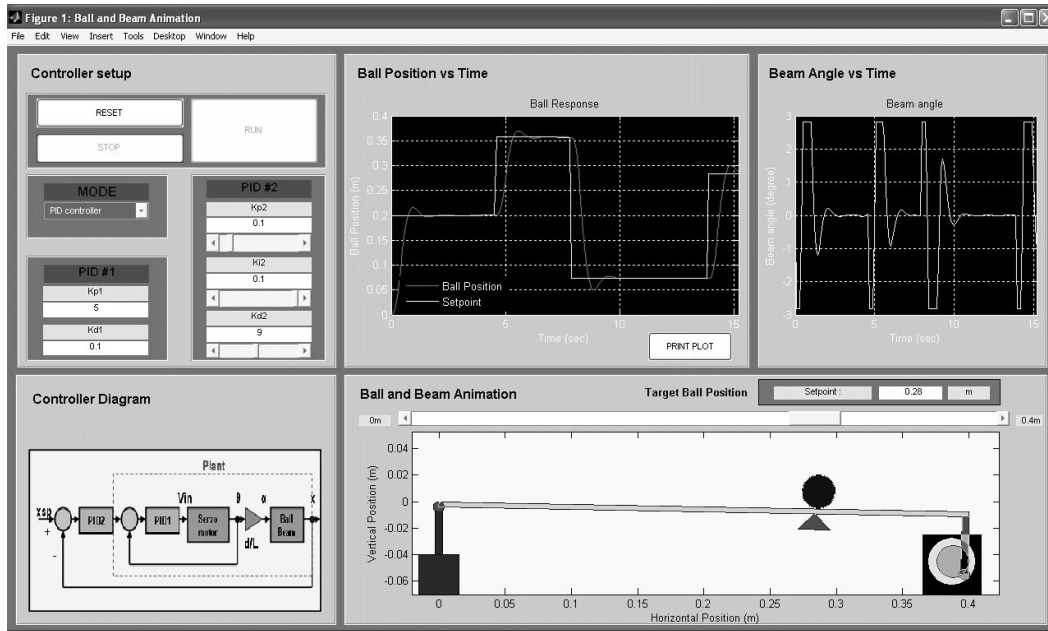 Figure 1: Ball and Beam Animation
File Edit View Insert Tools Desktop Window Help
Controller setup
RESET
STOP
RUN
MODE
PID controller
PID #1
Kp1
5
Kd1
0.1
PID #2
Kp2
0.1
Ki2
0.1
Kd2
9
Ball Position vs Time
Ball Response
0.4
0.35
0.3
0.25
0.2
0.15
0.1
0.05
0
Ball Position (m)
Ball Position
Setpoint
0 5 10 15
Time (sec)
PRINT PLOT
Beam Angle vs Time
Beam angle
3
2
1
0
-1
-2
-3
Beam angle (degree)
0 5 10 15
Time (sec)
Controller Diagram
Plant
xsp
+
-
PID2
PID1
Vin
Servo motor
θ
d/L
α
Ball Beam
x
Ball and Beam Animation
Target Ball Position
Setpoint :
0.28
m
0m
0.4m
0.04
0.02
0
-0.02
-0.04
-0.06
Vertical Position (m)
0 0.05 0.1 0.15 0.2 0.25 0.3 0.35 0.4
Horizontal Position (m)